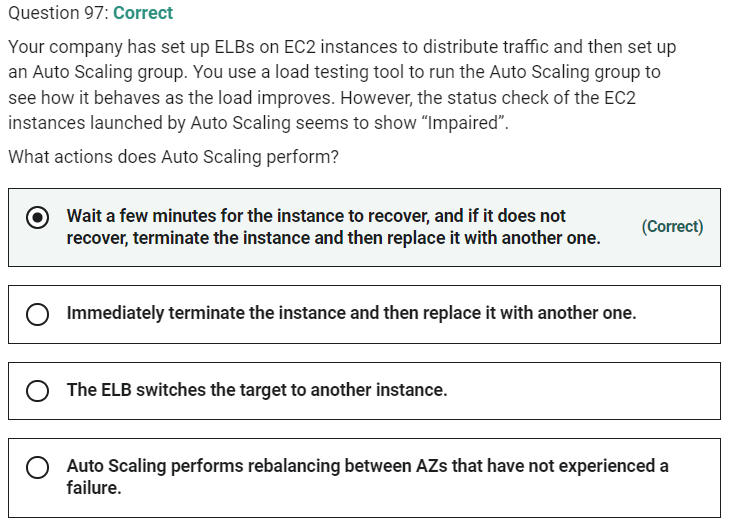 Question 97: Correct
Your company has set up ELBs on EC2 instances to distribute traffic and then set up
an Auto Scaling group. You use a load testing tool to run the Auto Scaling group to
see how it behaves as the load improves. However, the status check of the EC2
instances launched by Auto Scaling seems to show “Impaired”.
What actions does Auto Scaling perform?
Wait a few minutes for the instance to recover, and if it does not
recover, terminate the instance and then replace it with another one.
(Correct)
Immediately terminate the instance and then replace it with another one.
The ELB switches the target to another instance.
Auto Scaling performs rebalancing between AZs that have not experienced a
failure.